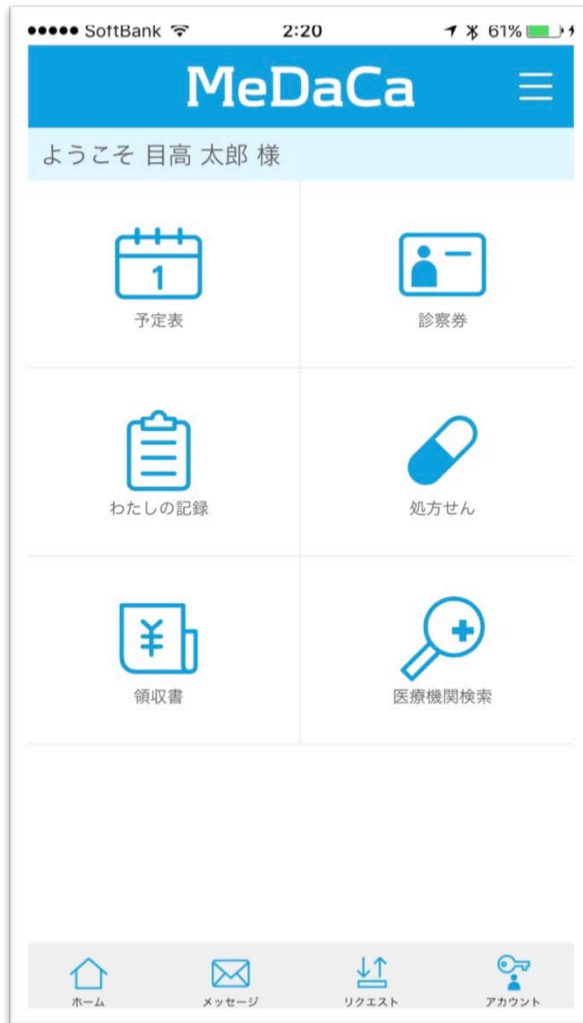 SoftBank 2:20 61%
MeDaCa
ようこそ 目高 太郎 様
1
予定表 診察券
わたしの記録 処方せん
¥
領収書 医療機関検索
ホーム メッセージ リクエスト アカウント